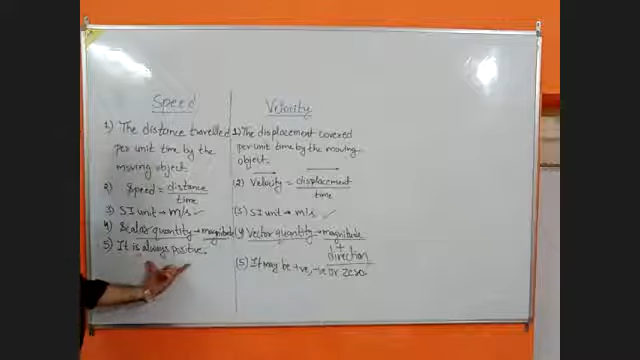 Speed
1) The distance travelled
per unit time by the
moving object.
2) Speed = distance
time
3) SI unit → m/s ✓
4) Scalar quantity → magnitude
5) It is always positive.
Velocity
1) The displacement covered
per unit time by the moving
object.
(2) Velocity = displacement
time
(3) SI unit → m/s ✓
4) Vector quantity → magnitude
+
direction
(5) It may be +ve, -ve or zero.